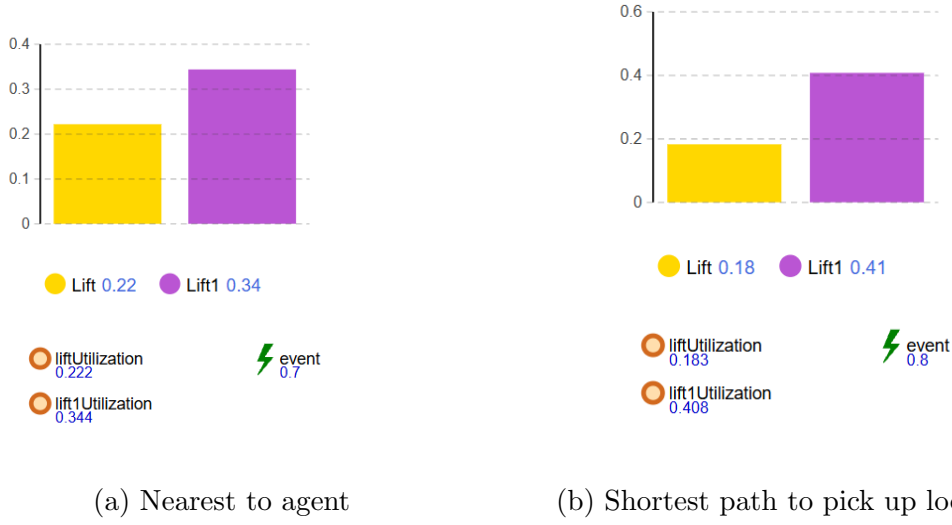 0.4
0.3
0.2
0.1
0
Lift 0.22 Lift1 0.34
liftUtilization
0.222
event
0.7
lift1Utilization
0.344
(a) Nearest to agent
0.6
0.4
0.2
0
Lift 0.18 Lift1 0.41
liftUtilization
0.183
event
0.8
lift1Utilization
0.408
(b) Shortest path to pick up